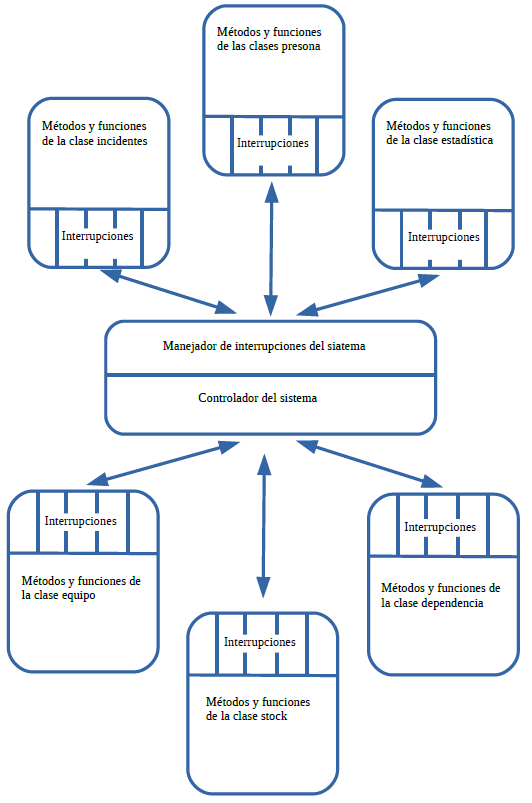 Métodos y funciones
de las clases presona
Interrupciones
Métodos y funciones
de la clase incidentes
Interrupciones
Métodos y funciones
de la clase estadística
Interrupciones
Manejador de interrupciones del siatema
Controlador del sistema
Interrupciones
Métodos y funciones de
la clase equipo
Interrupciones
Métodos y funciones de
la clase dependencia
Interrupciones
Métodos y funciones
de la clase stock